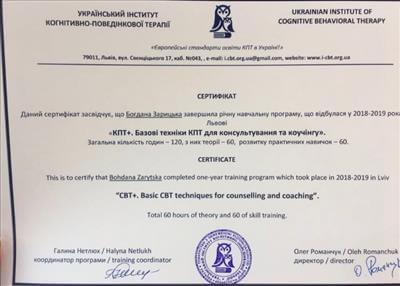 УКРАЇНСЬКИЙ ІНСТИТУТ
КОГНІТИВНО-ПОВЕДІНКОВОЇ ТЕРАПІЇ
UKRAINIAN INSTITUTE OF
COGNITIVE BEHAVIORAL THERAPY
«Європейські стандарти освіти КПТ в Україні!»
79011, Львів, вул. Свенціцького 17, каб. №043, , e-mail: i.cbt.org.ua@gmail.com, website: www.i-cbt.org.ua
СЕРТИФІКАТ
Даний сертифікат засвідчує, що Богдана Зарицька завершила річну навчальну програму, що відбулася у 2018-2019 рока
Львові
«КПТ+. Базові техніки КПТ для консультування та коучінгу».
Загальна кількість годин – 120, з них теорії – 60, розвитку практичних навичок – 60.
CERTIFICATE
This is to certify that Bohdana Zarytska completed one-year training program which took place in 2018-2019 in Lviv
"CBT+. Basic CBT techniques for counselling and coaching".
Total 60 hours of theory and 60 of skill training.
Галина Нетлюх / Halyna Netlukh
координатор програми / training coordinator
Олег Романчук / Oleh Romanchuk
директор / director